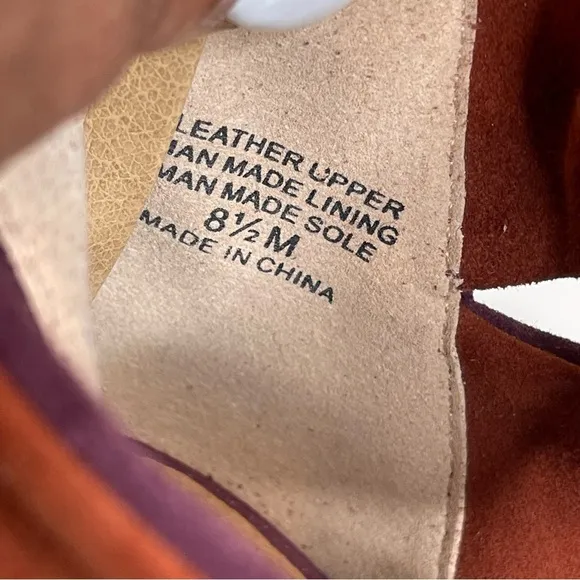 LEATHER UPPER
MAN MADE LINING
MAN MADE SOLE
8½ M
MADE IN CHINA